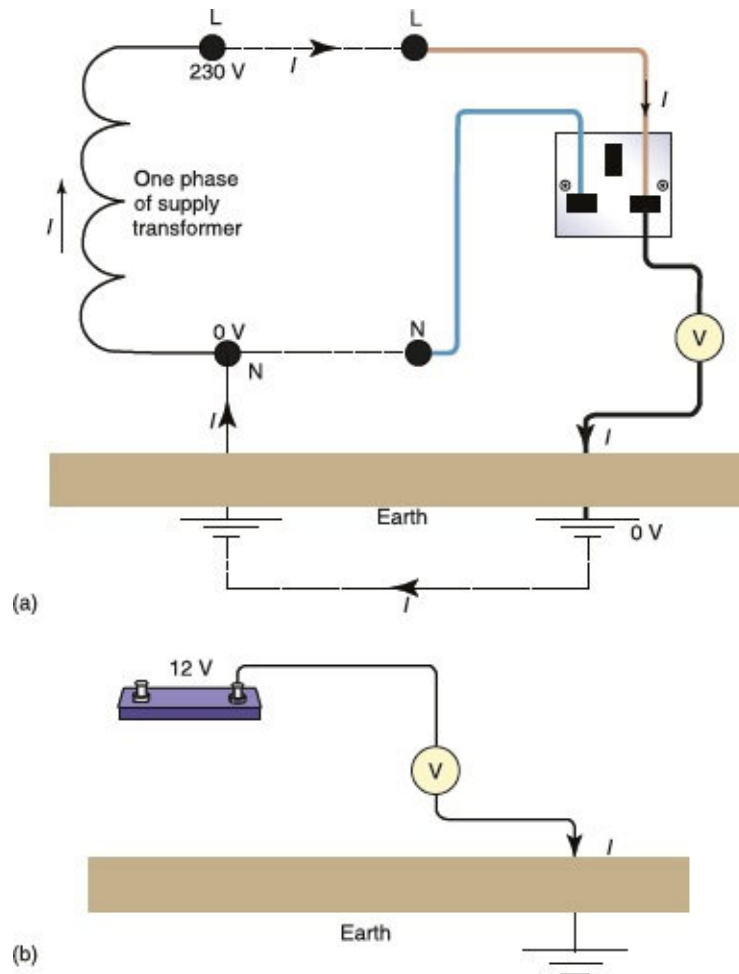 L
L
230 V
I
I
I
One phase
of supply
transformer
0 V
N
N
V
I
I
Earth
0 V
I
(a)
12 V
V
I
Earth
(b)